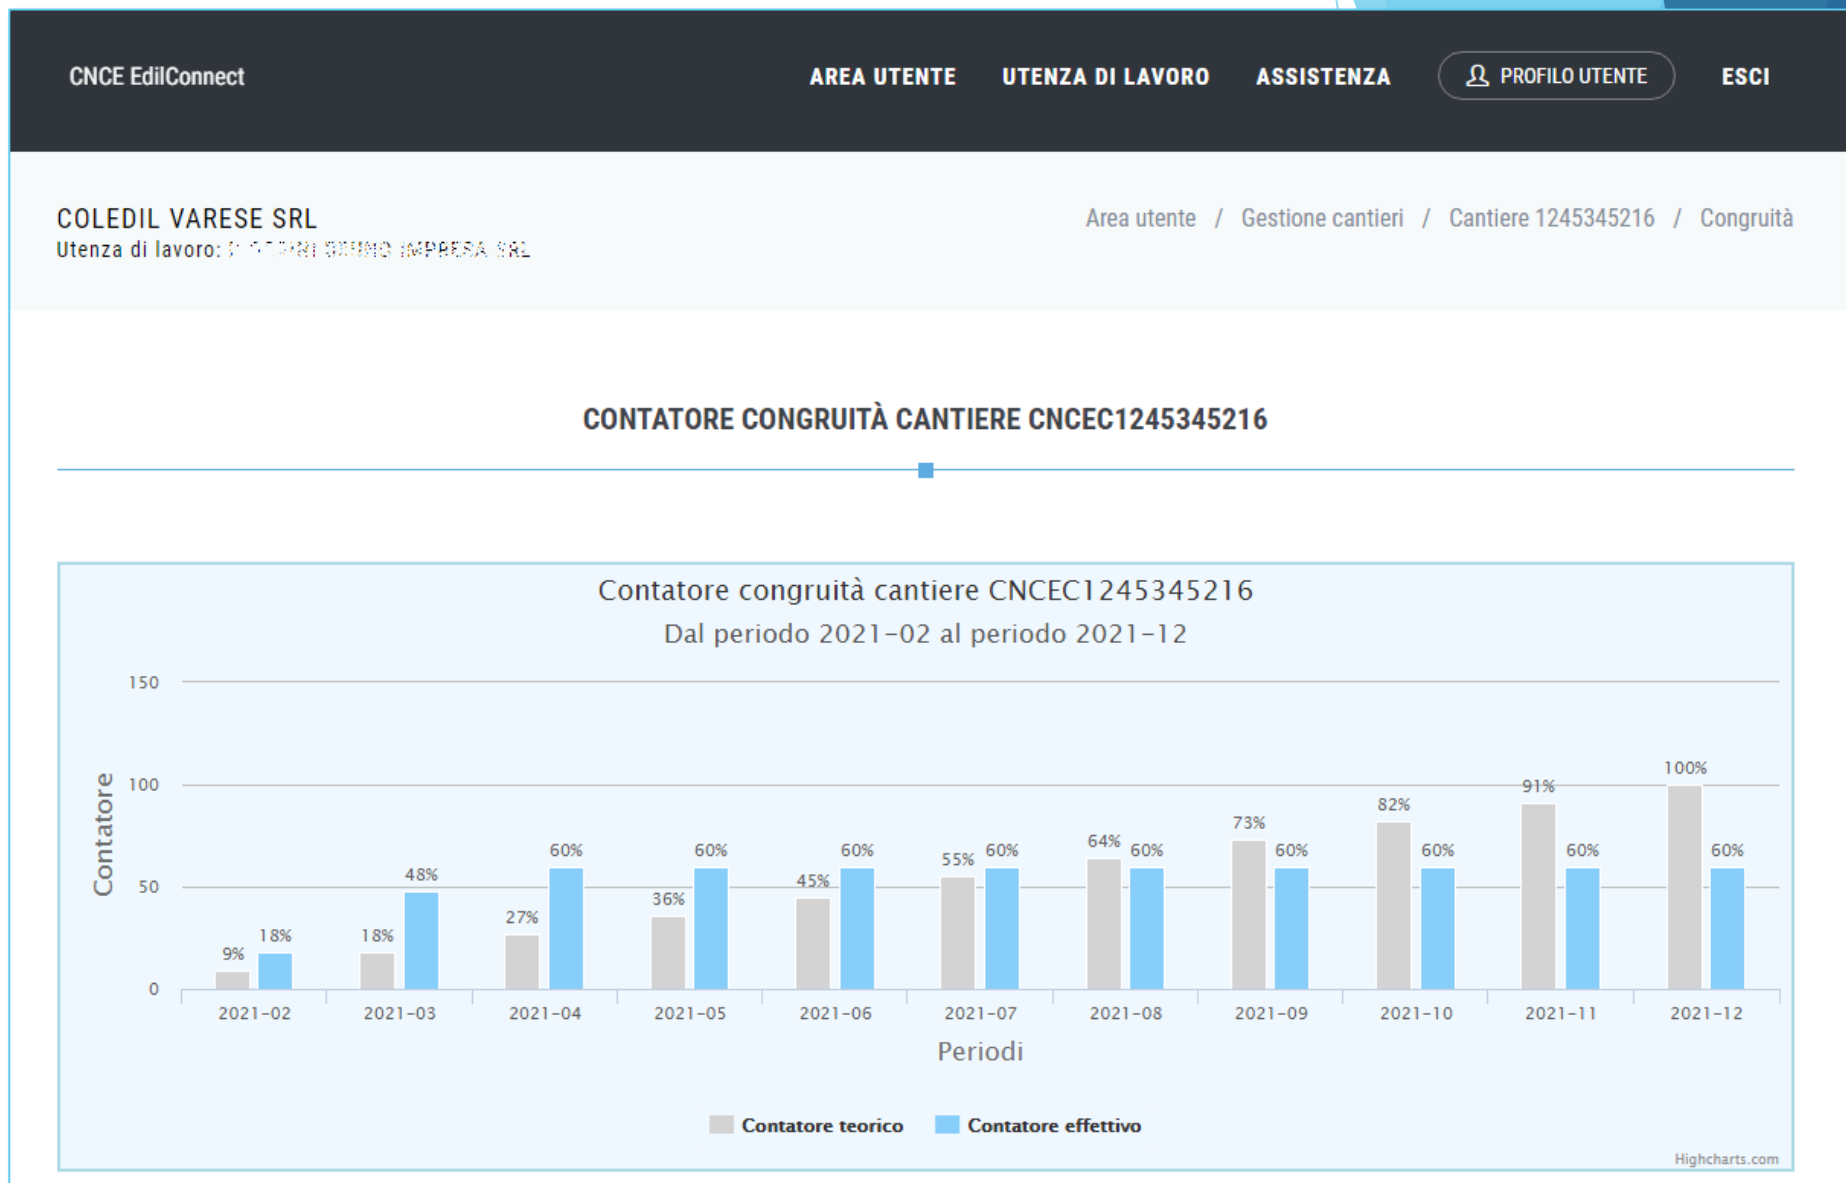 CNCE EdilConnect
AREA UTENTE UTENZA DI LAVORO ASSISTENZA PROFILO UTENTE ESCI
COLEDIL VARESE SRL
Area utente / Gestione cantieri / Cantiere 1245345216 / Congruità
Utenza di lavoro: IMPRESA SRL
CONTATORE CONGRUITÀ CANTIERE CNCEC1245345216
Contatore congruità cantiere CNCEC1245345216
Dal periodo 2021-02 al periodo 2021-12
Contatore
150
100
50
0
9% 18% 18% 48% 27% 60% 36% 60% 45% 60% 55% 60% 64% 60% 73% 60% 82% 60% 91% 60% 100% 60%
2021-02 2021-03 2021-04 2021-05 2021-06 2021-07 2021-08 2021-09 2021-10 2021-11 2021-12
Periodi
Contatore teorico Contatore effettivo
Highcharts.com